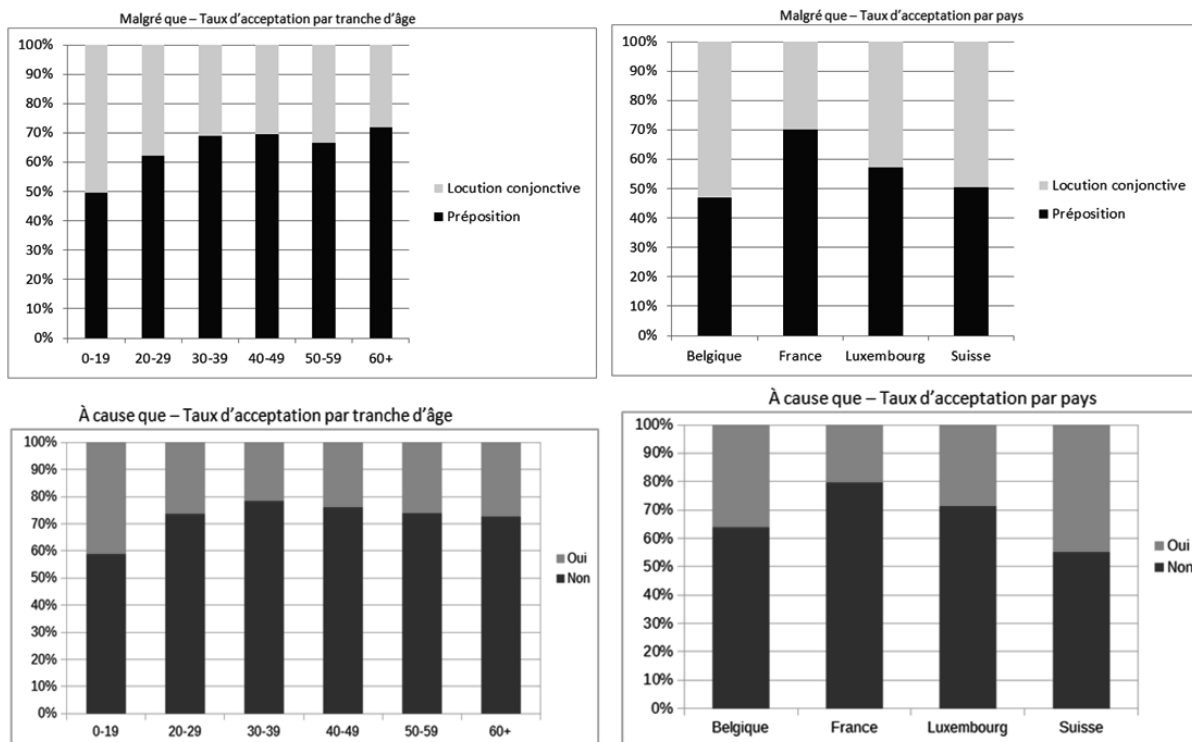 Malgré que – Taux d'acceptation par tranche d'âge
100%
90%
80%
70%
60%
50%
40%
30%
20%
10%
0%
0-19 20-29 30-39 40-49 50-59 60+
Locution conjonctive
Préposition
Malgré que – Taux d'acceptation par pays
100%
90%
80%
70%
60%
50%
40%
30%
20%
10%
0%
Belgique France Luxembourg Suisse
Locution conjonctive
Préposition
À cause que – Taux d'acceptation par tranche d'âge
100%
90%
80%
70%
60%
50%
40%
30%
20%
10%
0%
0-19 20-29 30-39 40-49 50-59 60+
Oui
Non
À cause que – Taux d'acceptation par pays
100%
90%
80%
70%
60%
50%
40%
30%
20%
10%
0%
Belgique France Luxembourg Suisse
Oui
Non